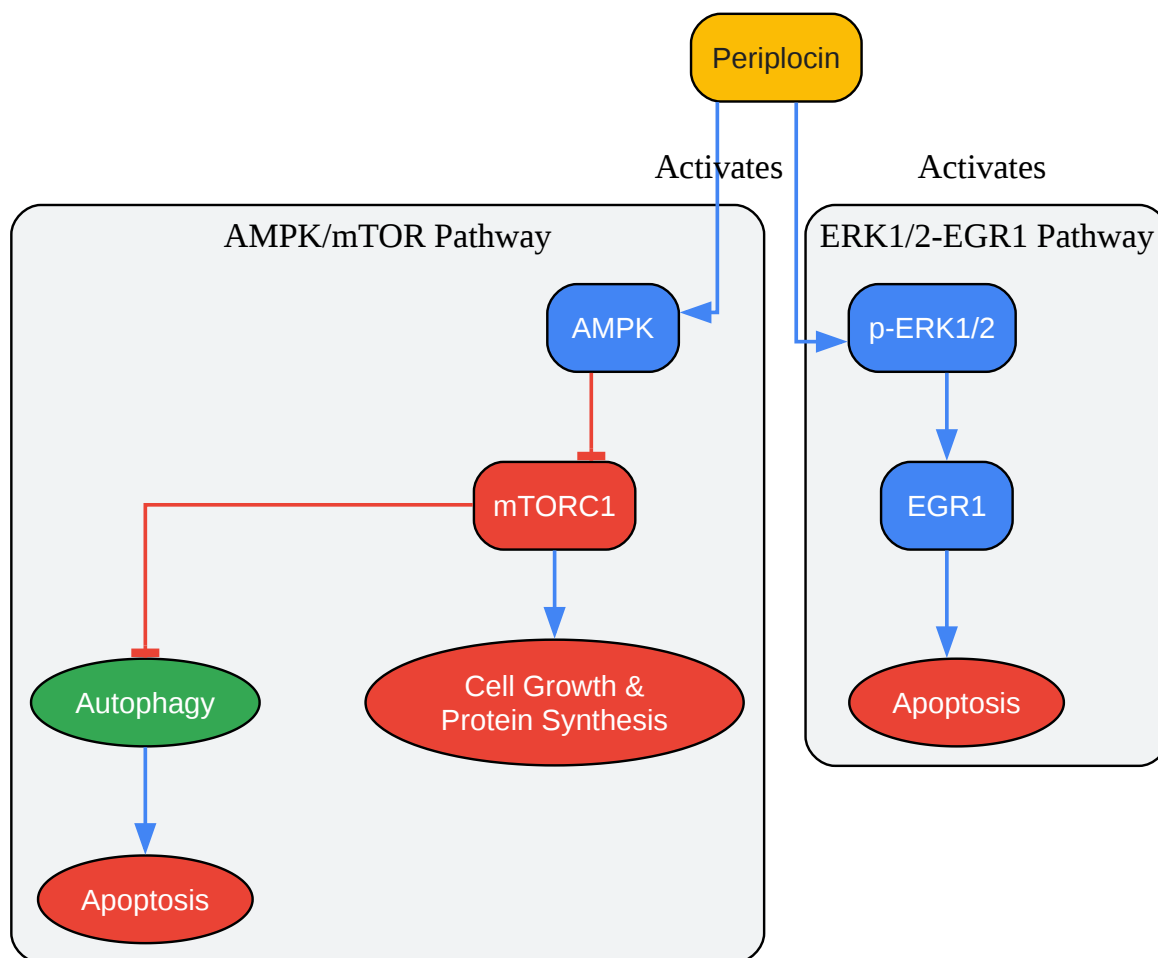 Periplocin
Activates
Activates
AMPK/mTOR Pathway
ERK1/2-EGR1 Pathway
AMPK
p-ERK1/2
mTORC1
EGR1
Autophagy
Cell Growth &
Protein Synthesis
Apoptosis
Apoptosis